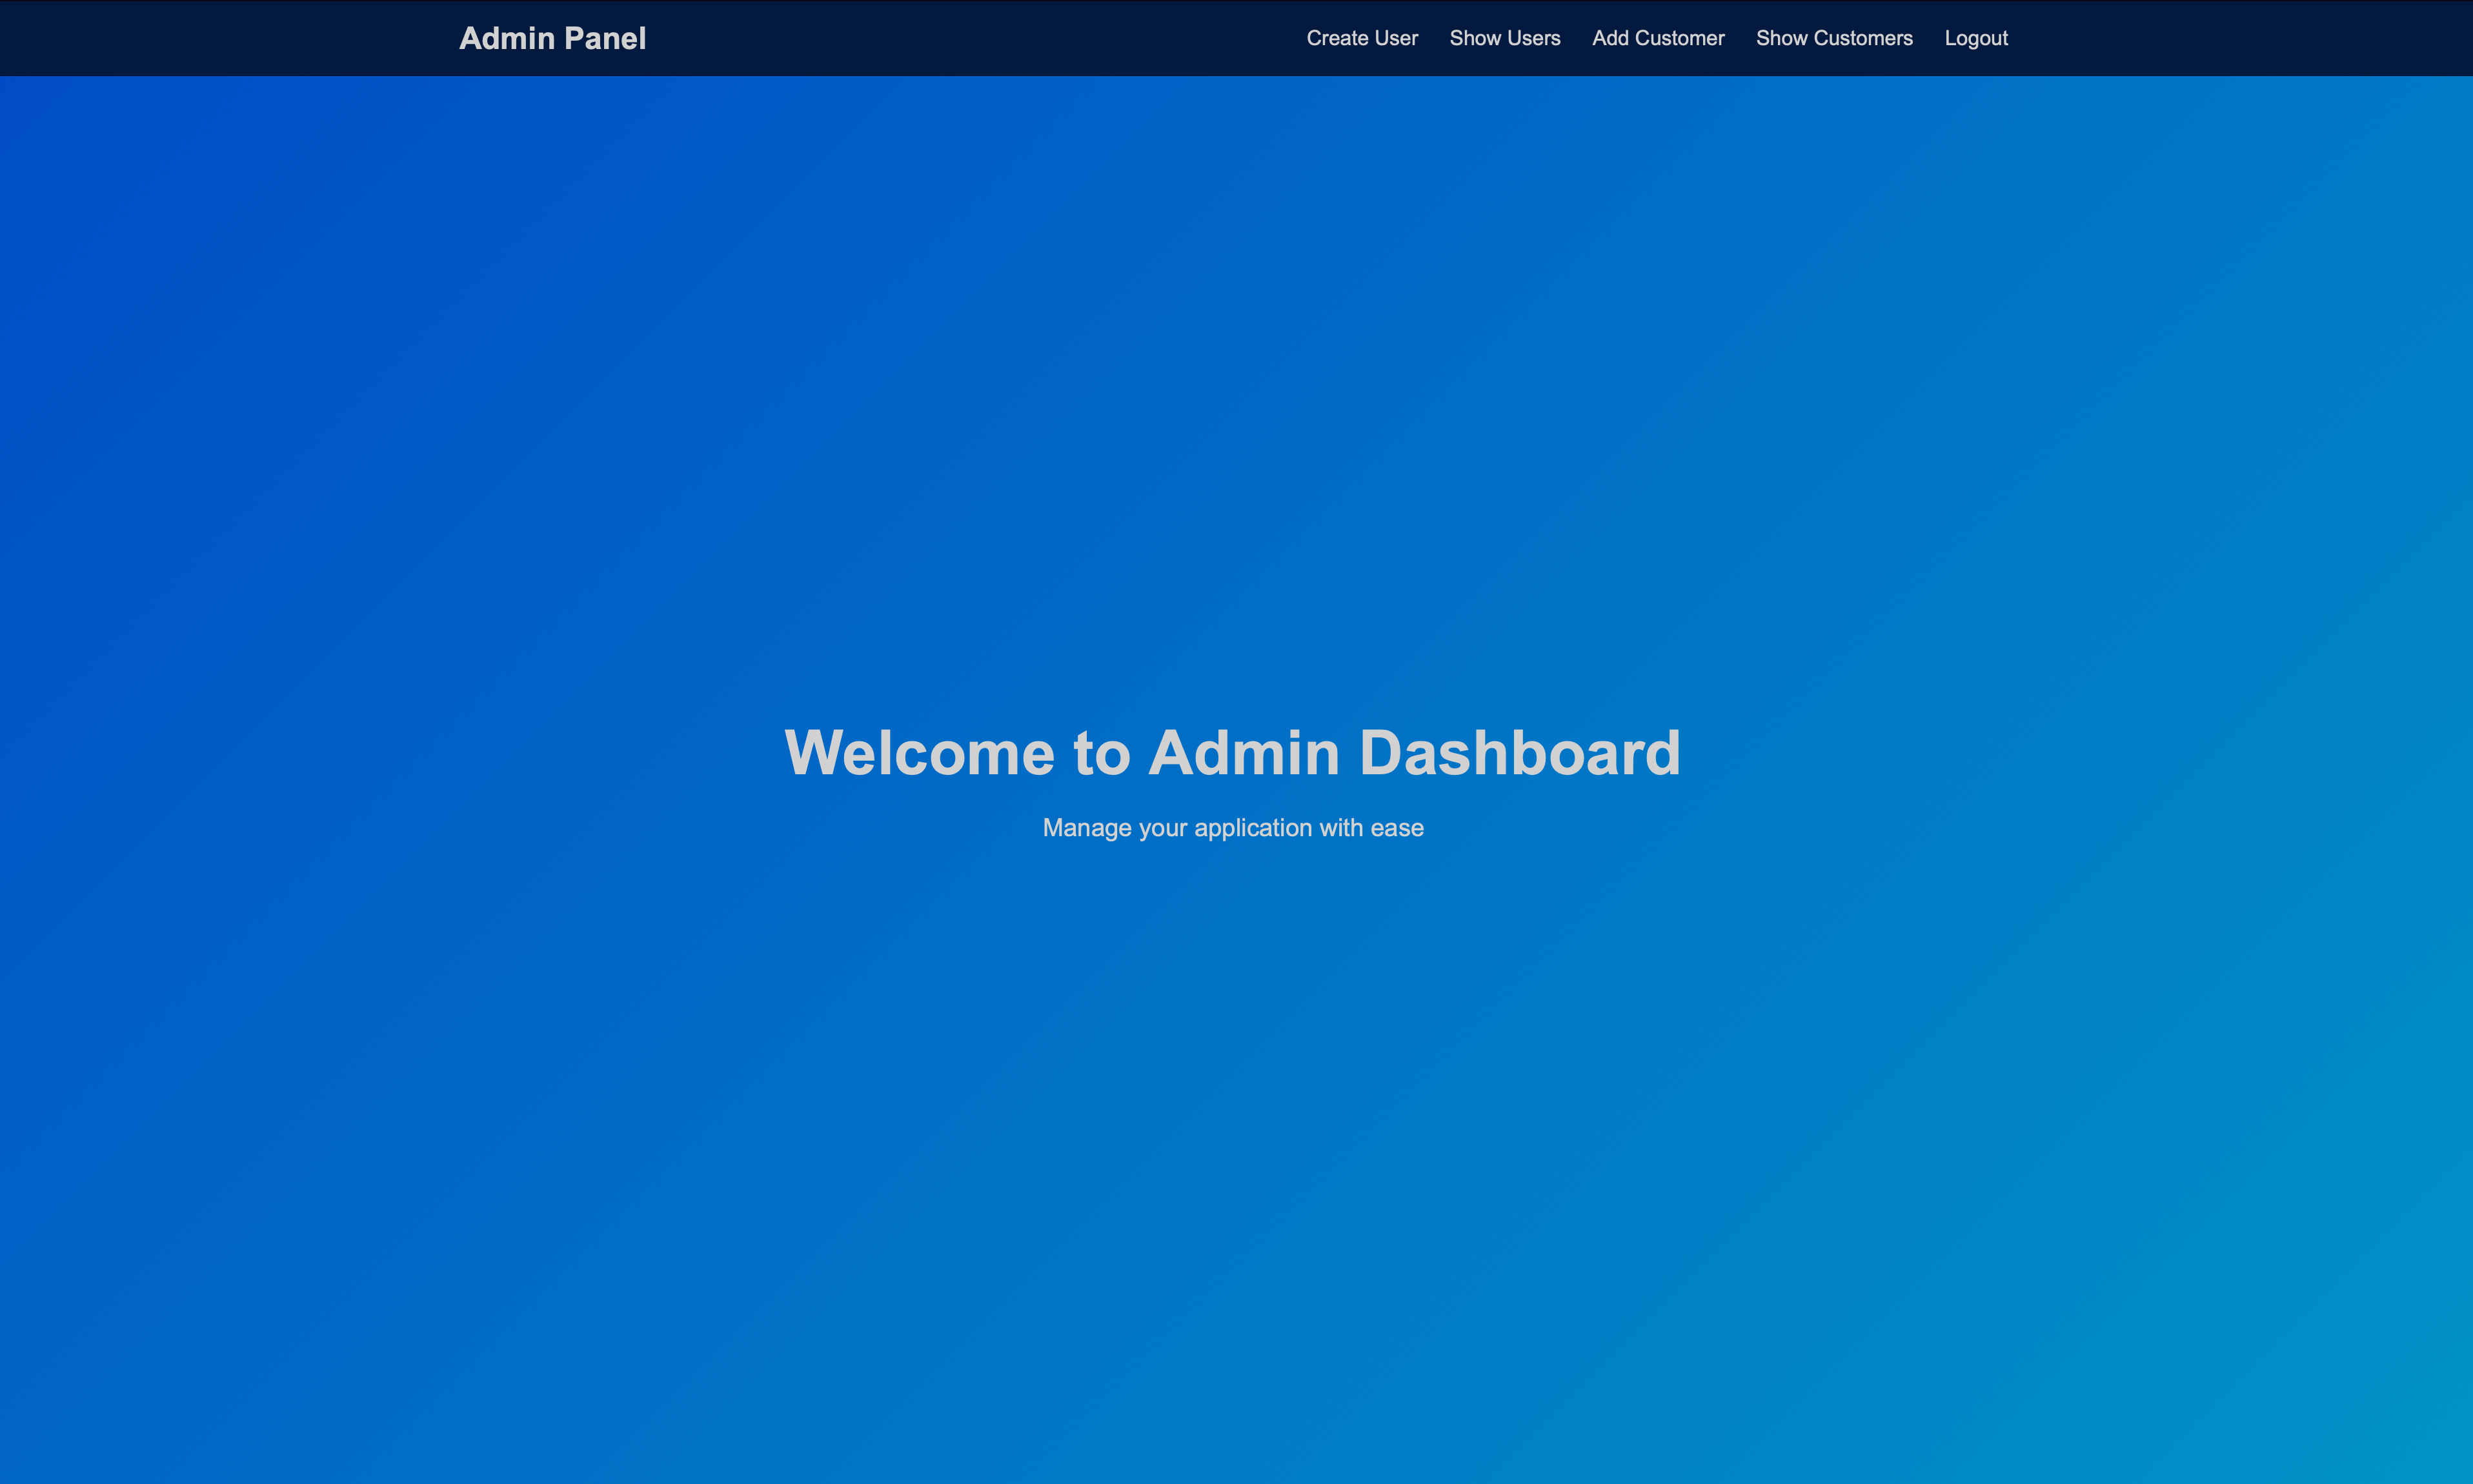 Admin Panel Create User Show Users Add Customer Show Customers Logout
Welcome to Admin Dashboard
Manage your application with ease